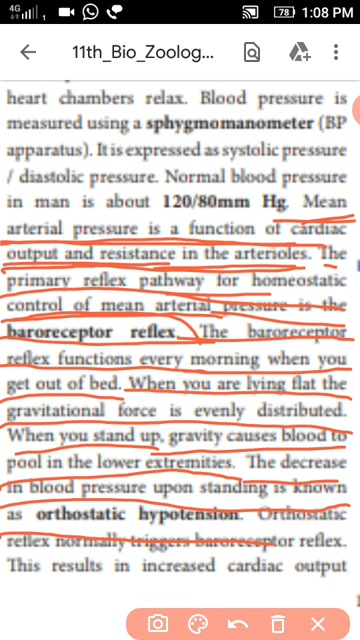 4G 78 1:08 PM
11th_Bio_Zoolog...
heart chambers relax. Blood pressure is
measured using a sphygmomanometer (BP
apparatus). It is expressed as systolic pressure
/ diastolic pressure. Normal blood pressure
in man is about 120/80mm Hg. Mean
arterial pressure is a function of cardiac
output and resistance in the arterioles. The
primary reflex pathway for homeostatic
control of mean arterial pressure is the
baroreceptor reflex. The baroreceptor
reflex functions every morning when you
get out of bed. When you are lying flat the
gravitational force is evenly distributed.
When you stand up, gravity causes blood to
pool in the lower extremities. The decrease
in blood pressure upon standing is known
as orthostatic hypotension. Orthostatic
reflex normally triggers baroreceptor reflex.
This results in increased cardiac output